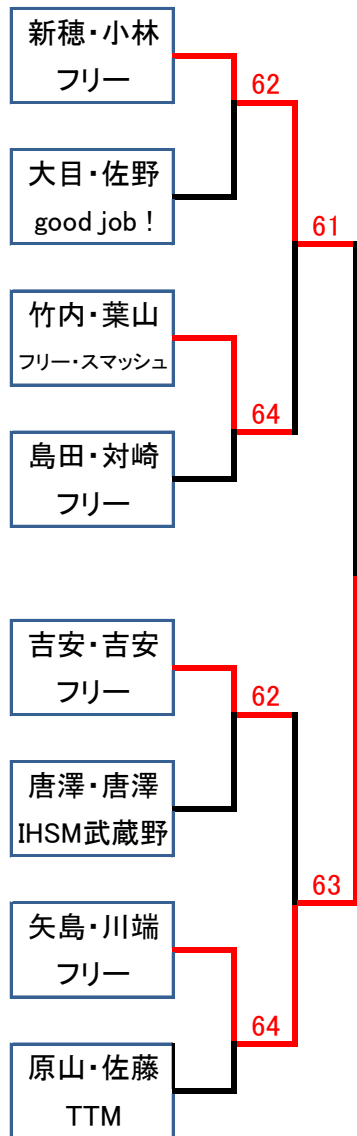 新穂・小林
フリー
62
大目・佐野
good job！
61
竹内・葉山
フリー・スマッシュ
64
島田・対崎
フリー
吉安・吉安
フリー
62
唐澤・唐澤
IHSM武蔵野
63
矢島・川端
フリー
64
原山・佐藤
TTM